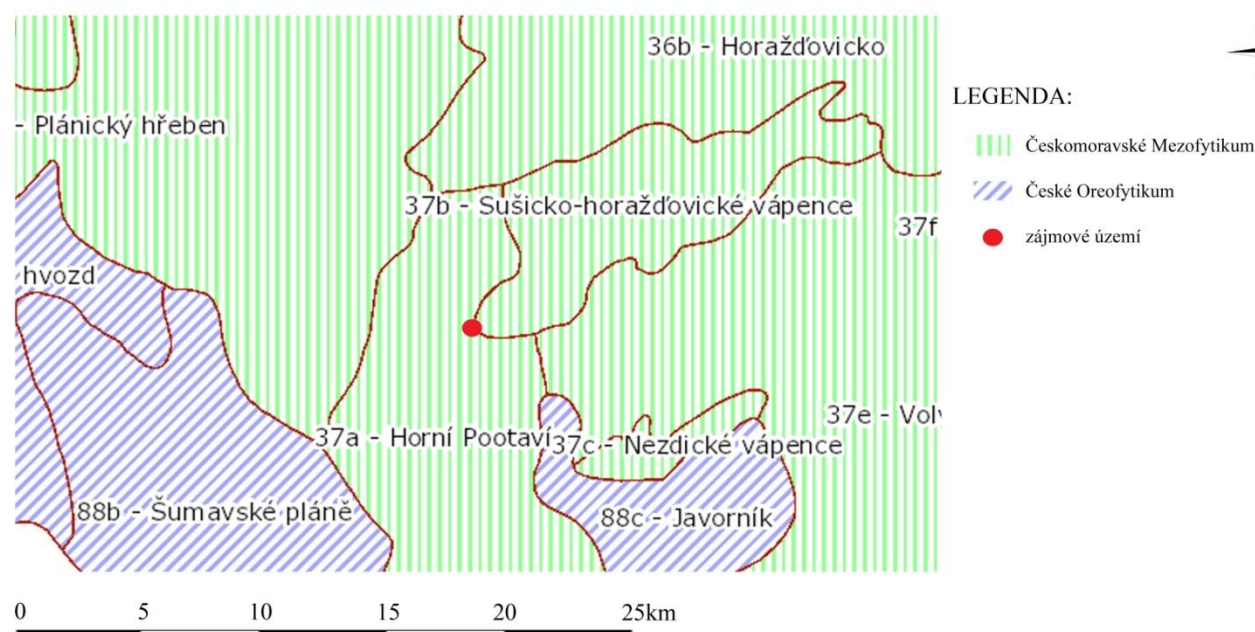 36b - Horažďovicko
- Plánický hřeben
37b - Sušicko-horažďovické vápence
37f
hvozd
37e - Voly
37a - Horní Pootaví
37c - Nezdické vápence
88b - Šumavské pláně
88c - Javorník
LEGENDA:
Českomoravské Mezofytikum
České Oreofytikum
zájmové území
0 5 10 15 20 25km